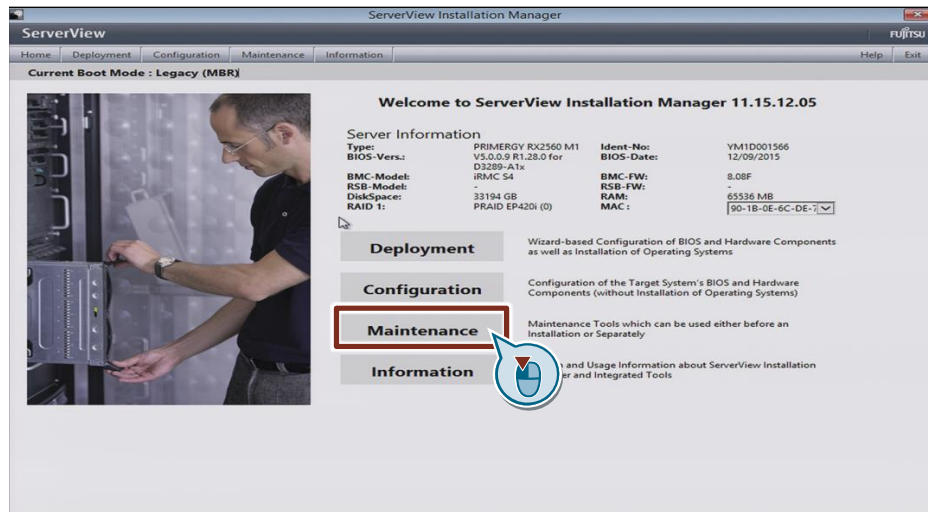 ServerView Installation Manager
ServerView
FUJITSU
Home Deployment Configuration Maintenance Information Help Exit
Current Boot Mode : Legacy (MBR)
Welcome to ServerView Installation Manager 11.15.12.05
Server Information
Type: PRIMERGY RX2560 M1 Ident-No: YM1D001566
BIOS-Vers.: V5.0.0.9 R1.28.0 for BIOS-Date: 12/09/2015
D3289-A1x
BMC-Model: iRMC S4 BMC-FW: 8.08F
RSB-Model: - RSB-FW: -
DiskSpace: 33194 GB RAM: 65536 MB
RAID 1: PRAID EP420i (0) MAC : 90-1B-0E-6C-DE-7
Deployment
Wizard-based Configuration of BIOS and Hardware Components
as well as Installation of Operating Systems
Configuration
Configuration of the Target System's BIOS and Hardware
Components (without Installation of Operating Systems)
Maintenance
Maintenance Tools which can be used either before an
Installation or Separately
Information
and Usage Information about ServerView Installation
and Integrated Tools